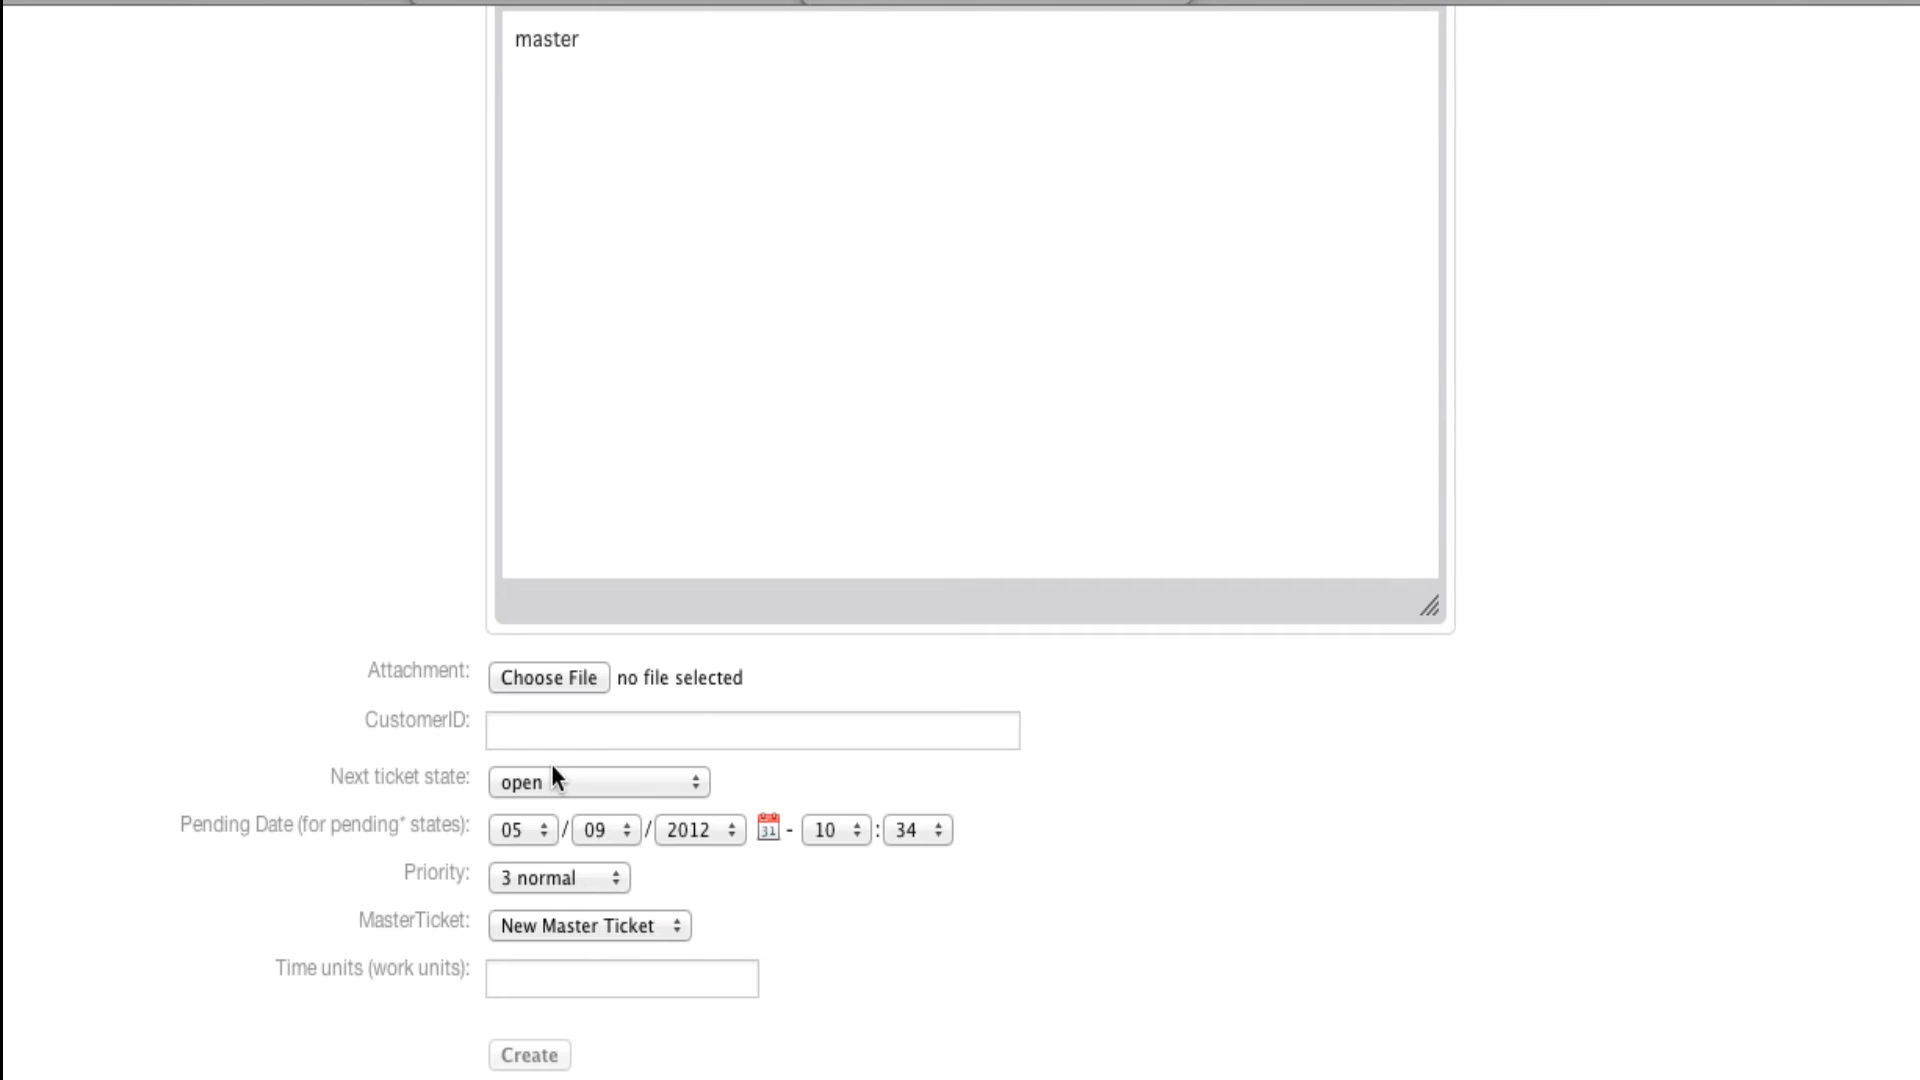 master
Attachment: Choose File no file selected
CustomerID:
Next ticket state: open
Pending Date (for pending* states): 05 / 09 / 2012 31 - 10 : 34
Priority: 3 normal
MasterTicket: New Master Ticket
Time units (work units):
Create